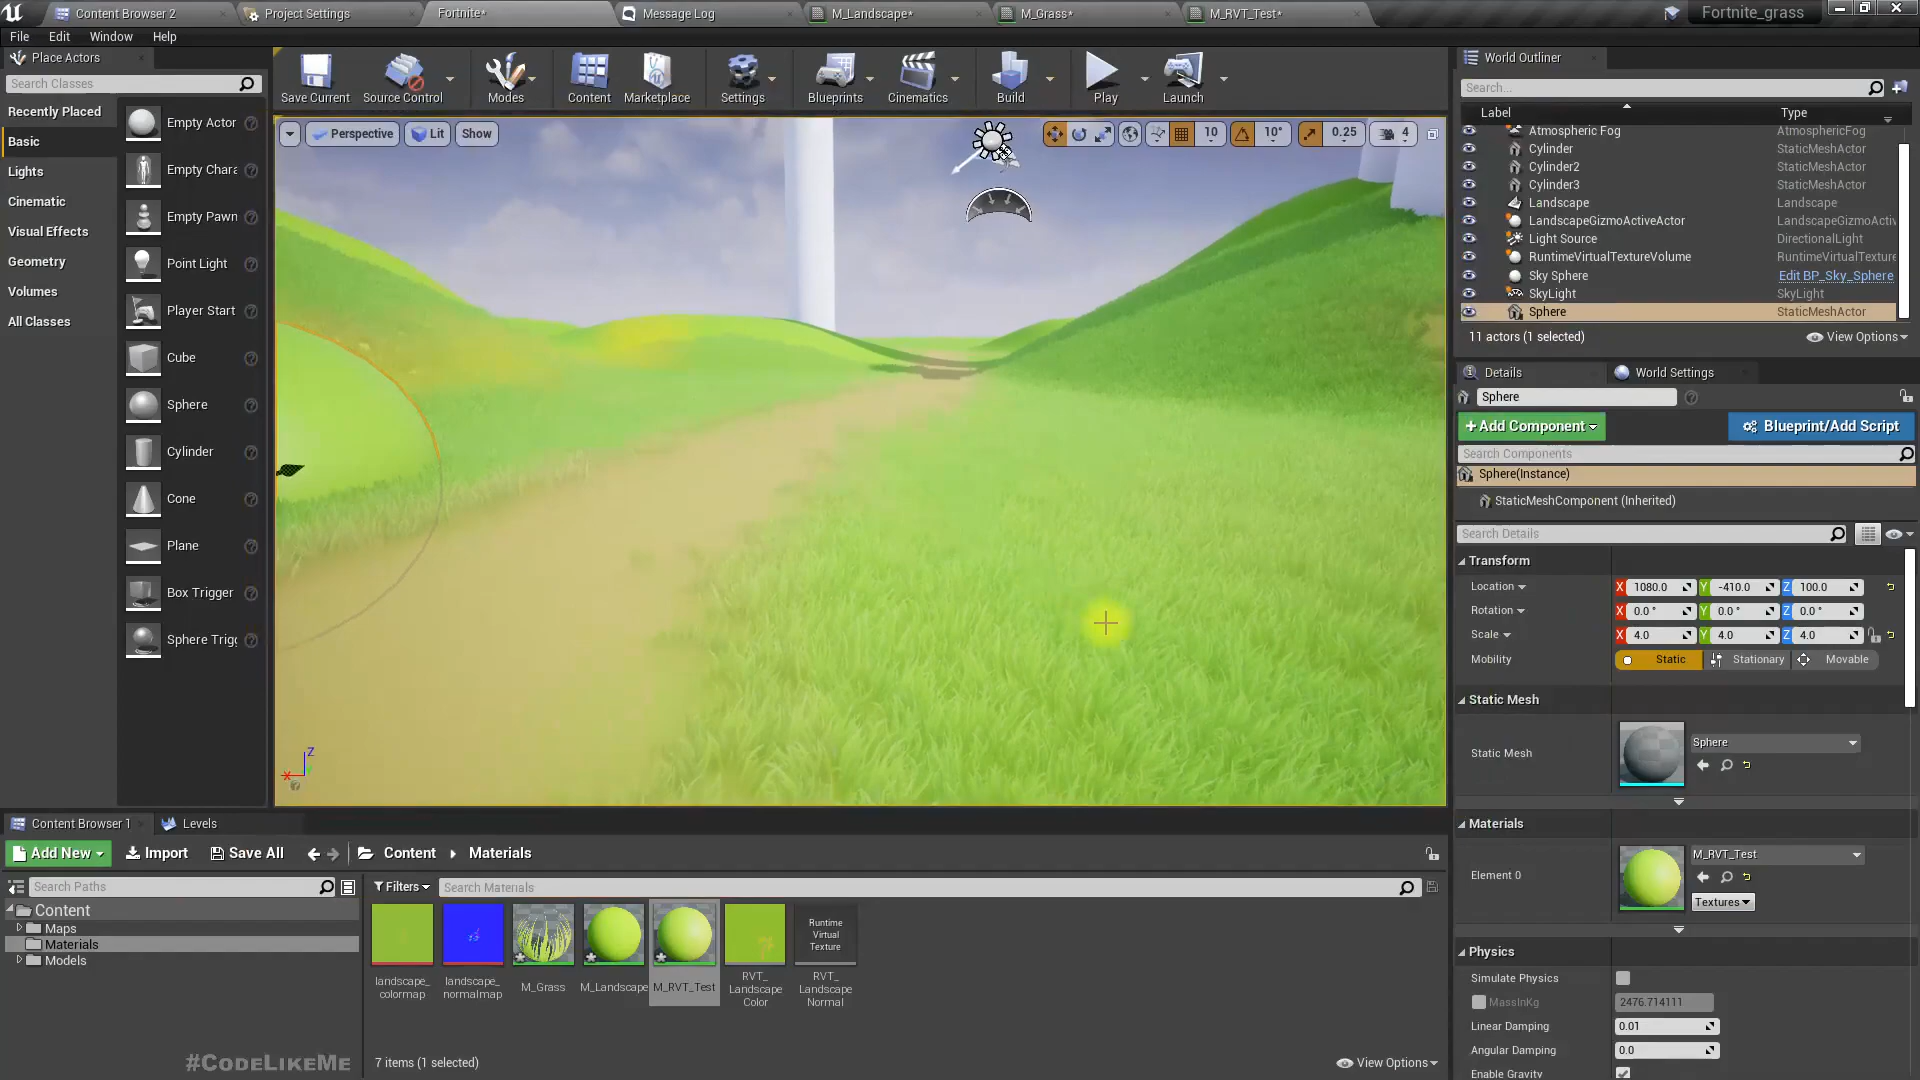 Content Browser 2
Project Settings
Fortnite*
Message Log
M_Landscape*
M_Grass*
M_RVT_Test*
Fortnite_grass
File
Edit
Window
Help
Place Actors
Search Classes
Recently Placed
Basic
Lights
Cinematic
Visual Effects
Geometry
Volumes
All Classes
Empty Actor
Empty Chara
Empty Pawn
Point Light
Player Start
Cube
Sphere
Cylinder
Cone
Plane
Box Trigger
Sphere Trigg
Save Current
Source Control
Modes
Content
Marketplace
Settings
Blueprints
Cinematics
Build
Play
Launch
Perspective
Lit
Show
10
10°
0.25
4
Z
X
World Outliner
Search...
Label
Type
Atmospheric Fog
AtmosphericFog
Cylinder
StaticMeshActor
Cylinder2
StaticMeshActor
Cylinder3
StaticMeshActor
Landscape
Landscape
LandscapeGizmoActiveActor
LandscapeGizmoActiv
Light Source
DirectionalLight
RuntimeVirtualTextureVolume
RuntimeVirtualTexture
Sky Sphere
Edit BP_Sky_Sphere
SkyLight
SkyLight
Sphere
StaticMeshActor
11 actors (1 selected)
View Options
Details
World Settings
Sphere
+Add Component
Blueprint/Add Script
Search Components
Sphere(Instance)
StaticMeshComponent (Inherited)
Search Details
Transform
Location
X 1080.0
Y -410.0
Z 100.0
Rotation
X 0.0 °
Y 0.0 °
Z 0.0 °
Scale
X 4.0
Y 4.0
Z 4.0
Mobility
Static
Stationary
Movable
Static Mesh
Static Mesh
Sphere
Materials
Element 0
M_RVT_Test
Textures
Physics
Simulate Physics
MassInKg
2476.714111
Linear Damping
0.01
Angular Damping
0.0
Enable Gravity
Content Browser 1
Levels
Add New
Import
Save All
Content
Materials
Search Paths
Filters
Search Materials
Content
Maps
Materials
Models
landscape_
colormap
landscape_
normalmap
M_Grass
M_Landscape
M_RVT_Test
RVT_
Landscape
Color
Runtime
Virtual
Texture
RVT_
Landscape
Normal
#CodeLikeMe
7 items (1 selected)
View Options